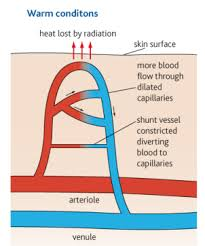 Warm conditons
heat lost by radiation
skin surface
more blood
flow through
dilated
capillaries
shunt vessel
constricted
diverting
blood to
capillaries
arteriole
venule